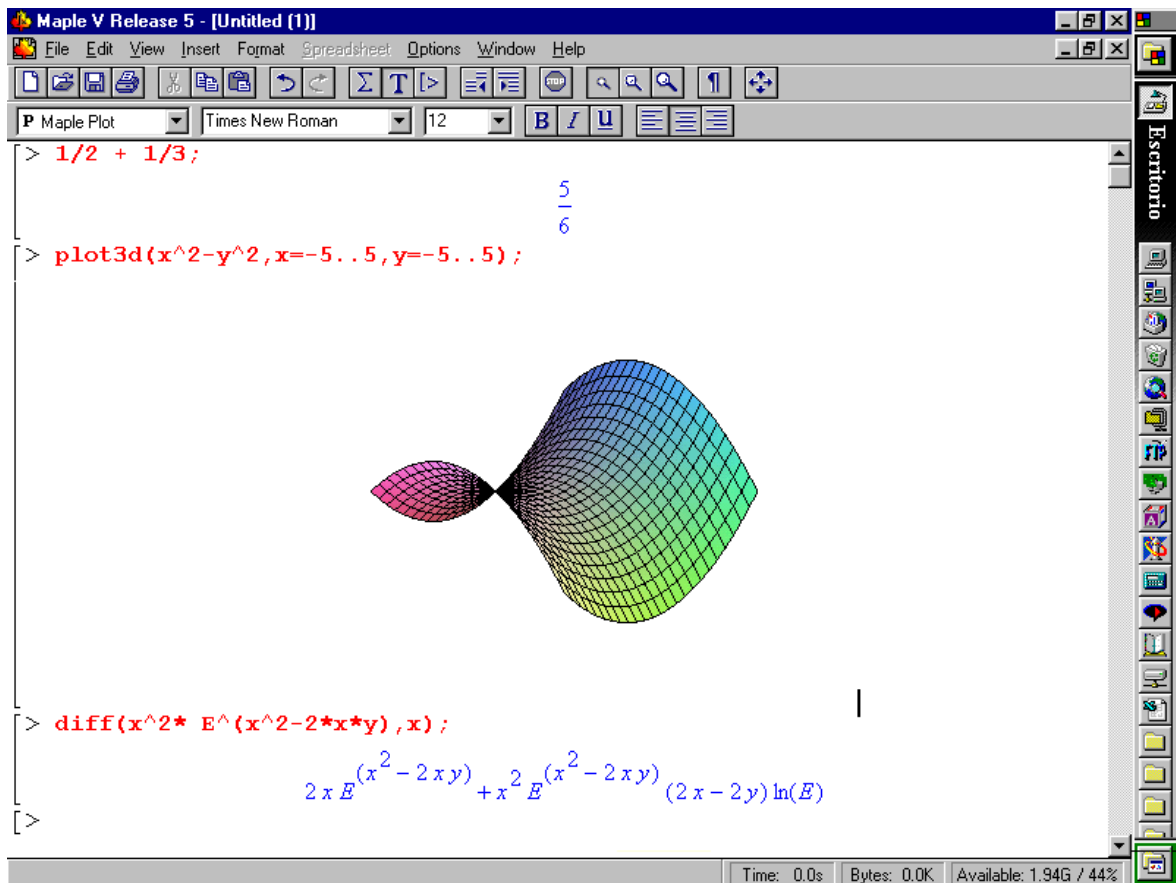 Maple V Release 5 - [Untitled (1)]
File Edit View Insert Format Spreadsheet Options Window Help
STOP
P Maple Plot Times New Roman 12 B I U
> 1/2 + 1/3;
5
6
> plot3d(x^2-y^2,x=-5..5,y=-5..5);
> diff(x^2* E^(x^2-2*x*y),x);
2 x E^(x^2 - 2 x y) + x^2 E^(x^2 - 2 x y) (2 x - 2 y) ln(E)
>
Time: 0.0s Bytes: 0.0K Available: 1.94G / 44%
Escritorio
FTP